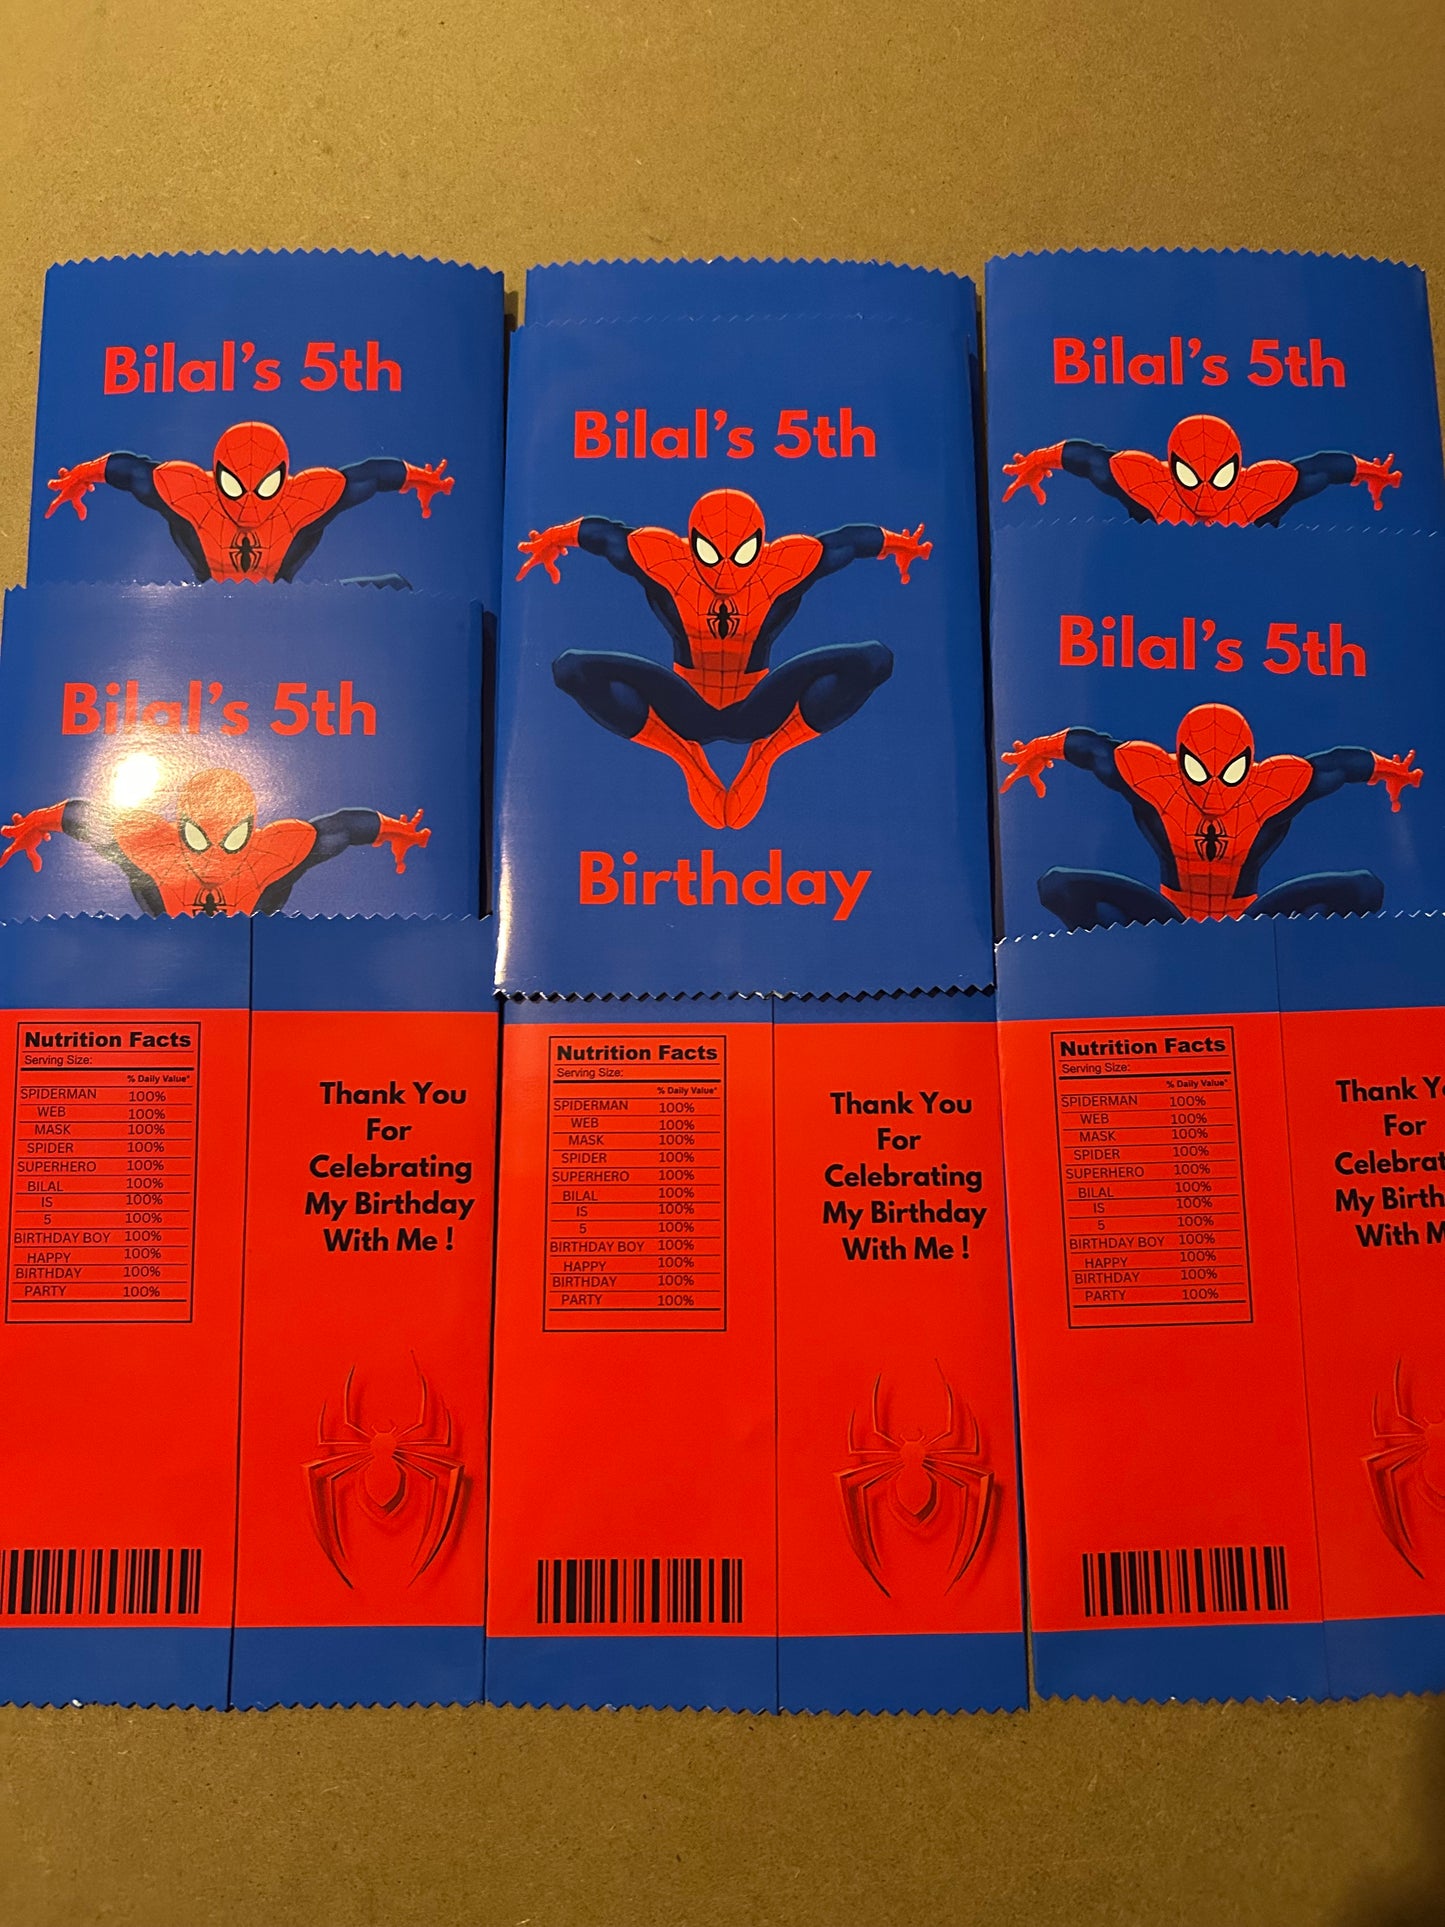 Bilal's 5th
Bilal's 5th
Bilal's 5th
Birthday
Bilal's 5th
Bilal's 5th
Nutrition Facts
Serving Size:
% Daily Value*
SPIDERMAN 100%
WEB 100%
MASK 100%
SPIDER 100%
SUPERHERO 100%
BILAL 100%
IS 100%
5 100%
BIRTHDAY BOY 100%
HAPPY 100%
BIRTHDAY 100%
PARTY 100%
Thank You
For
Celebrating
My Birthday
With Me !
Nutrition Facts
Serving Size:
% Daily Value*
SPIDERMAN 100%
WEB 100%
MASK 100%
SPIDER 100%
SUPERHERO 100%
BILAL 100%
IS 100%
5 100%
BIRTHDAY BOY 100%
HAPPY 100%
BIRTHDAY 100%
PARTY 100%
Thank You
For
Celebrating
My Birthday
With Me !
Nutrition Facts
Serving Size:
% Daily Value*
SPIDERMAN 100%
WEB 100%
MASK 100%
SPIDER 100%
SUPERHERO 100%
BILAL 100%
IS 100%
5 100%
BIRTHDAY BOY 100%
HAPPY 100%
BIRTHDAY 100%
PARTY 100%
Thank Yo
For
Celebrat
My Birth
With M